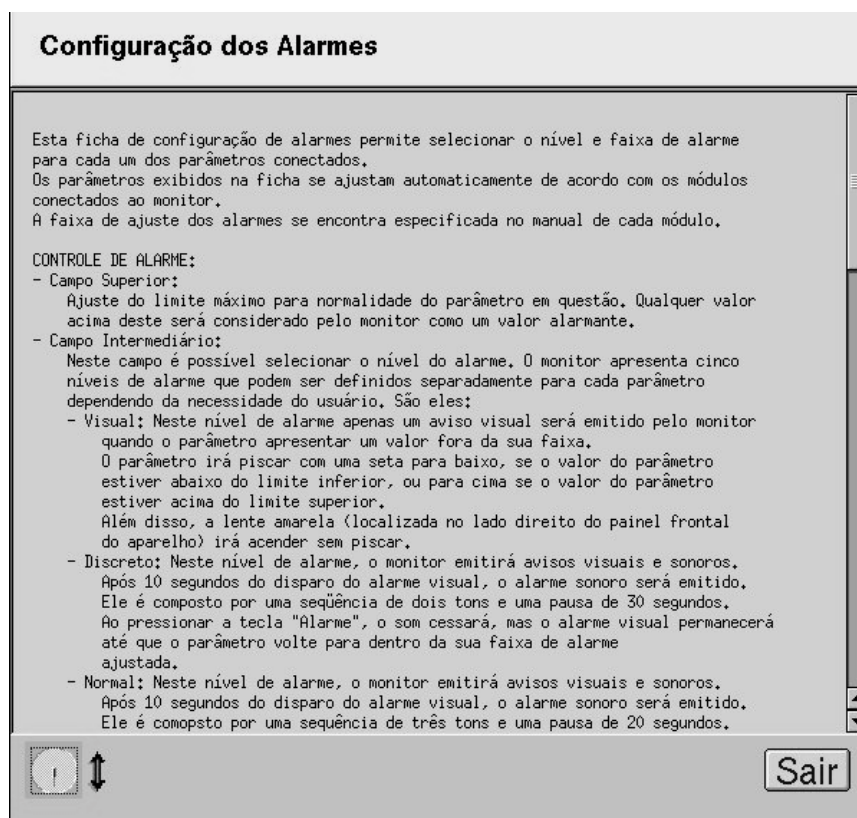 Configuração dos Alarmes
Esta ficha de configuração de alarmes permite selecionar o nível e faixa de alarme
para cada um dos parâmetros conectados.
Os parâmetros exibidos na ficha se ajustam automaticamente de acordo com os módulos
conectados ao monitor.
A faixa de ajuste dos alarmes se encontra especificada no manual de cada módulo.
CONTROLE DE ALARME:
- Campo Superior:
Ajuste do limite máximo para normalidade do parâmetro em questão. Qualquer valor
acima deste será considerado pelo monitor como um valor alarmante.
- Campo Intermediário:
Neste campo é possível selecionar o nível do alarme. O monitor apresenta cinco
níveis de alarme que podem ser definidos separadamente para cada parâmetro
dependendo da necessidade do usuário. São eles:
- Visual: Neste nível de alarme apenas um aviso visual será emitido pelo monitor
quando o parâmetro apresentar um valor fora da sua faixa.
O parâmetro irá piscar com uma seta para baixo, se o valor do parâmetro
estiver abaixo do limite inferior, ou para cima se o valor do parâmetro
estiver acima do limite superior.
Além disso, a lente amarela (localizada no lado direito do painel frontal
do aparelho) irá acender sem piscar.
- Discreto: Neste nível de alarme, o monitor emitirá avisos visuais e sonoros.
Após 10 segundos do disparo do alarme visual, o alarme sonoro será emitido.
Ele é composto por uma seqüência de dois tons e uma pausa de 30 segundos.
Ao pressionar a tecla "Alarme", o som cessará, mas o alarme visual permanecerá
até que o parâmetro volte para dentro da sua faixa de alarme
ajustada.
- Normal: Neste nível de alarme, o monitor emitirá avisos visuais e sonoros.
Após 10 segundos do disparo do alarme visual, o alarme sonoro será emitido.
Ele é comopsto por uma sequência de três tons e uma pausa de 20 segundos.
Sair